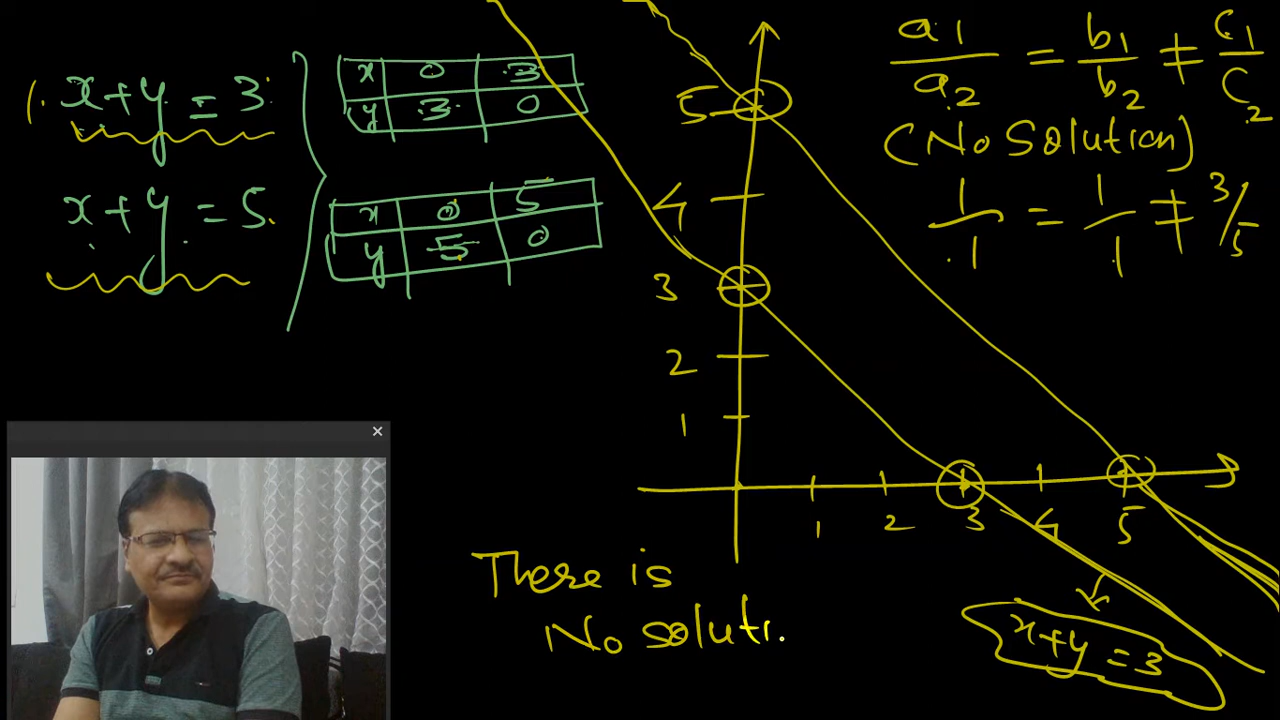 1. x+y=3
x+y=5
x 0 3
y 3 0
x 0 5
y 5 0
a1/a2 = b1/b2 ≠ c1/c2
(No Solution)
1/1 = 1/1 ≠ 3/5
5
4
3
2
1
1 2 3 4 5
There is
No soluti
x+y=3